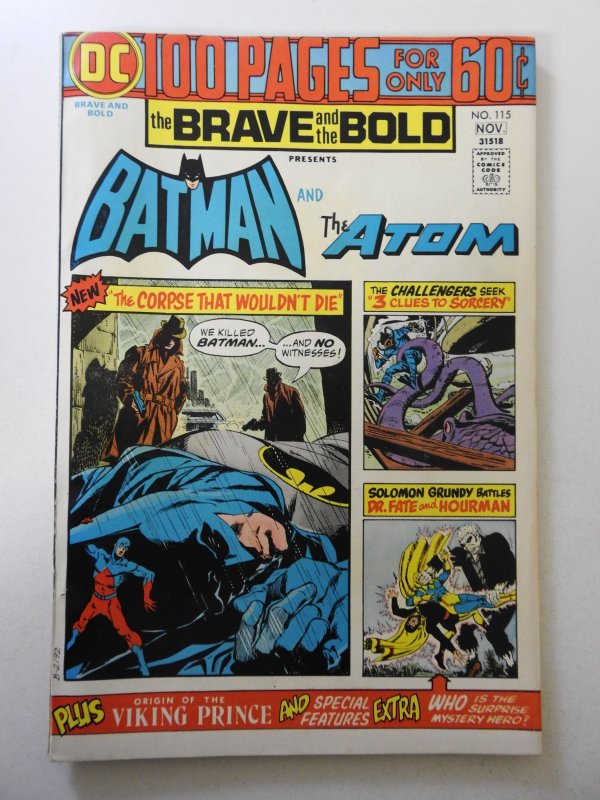 DC 100 PAGES FOR ONLY 60¢
BRAVE AND BOLD
the BRAVE and the BOLD
NO. 115
NOV.
31518
APPROVED
BY THE
COMICS
CODE
AUTHORITY
PRESENTS
BATMAN AND The ATOM
NEW "The CORPSE THAT WOULDN'T DIE"
WE KILLED
BATMAN...
...AND NO
WITNESSES!
THE CHALLENGERS SEEK
"3 CLUES TO SORCERY"
SOLOMON GRUNDY BATTLES
DR. FATE and HOURMAN
8-2-92
PLUS ORIGIN OF THE
VIKING PRINCE AND SPECIAL
FEATURES EXTRA WHO IS THE
SURPRISE
MYSTERY HERO?